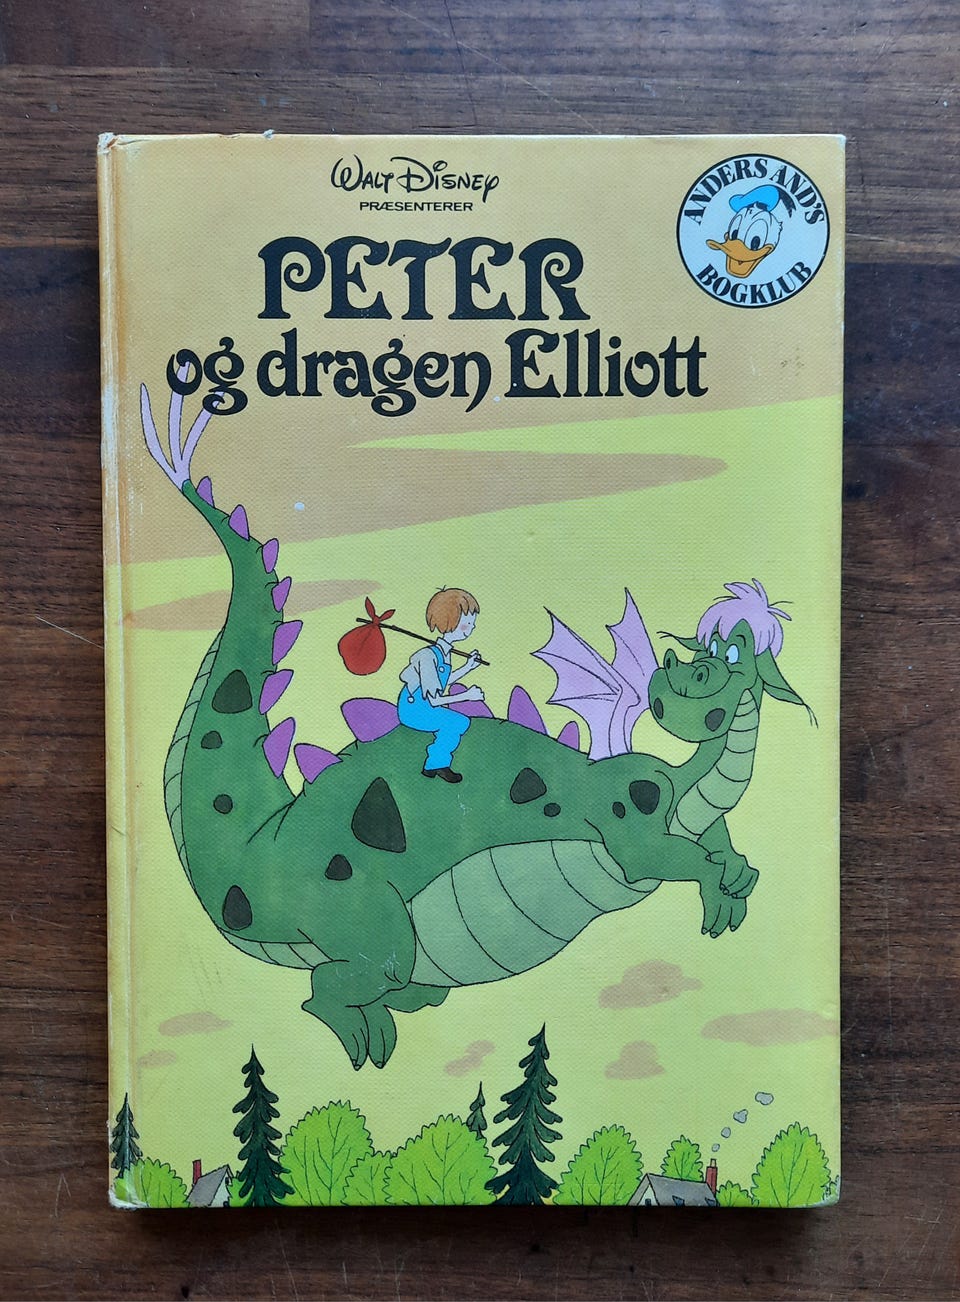 WALT DISNEY
PRÆSENTERER
PETER
og dragen Elliott
ANDERS AND'S
BOGKLUB